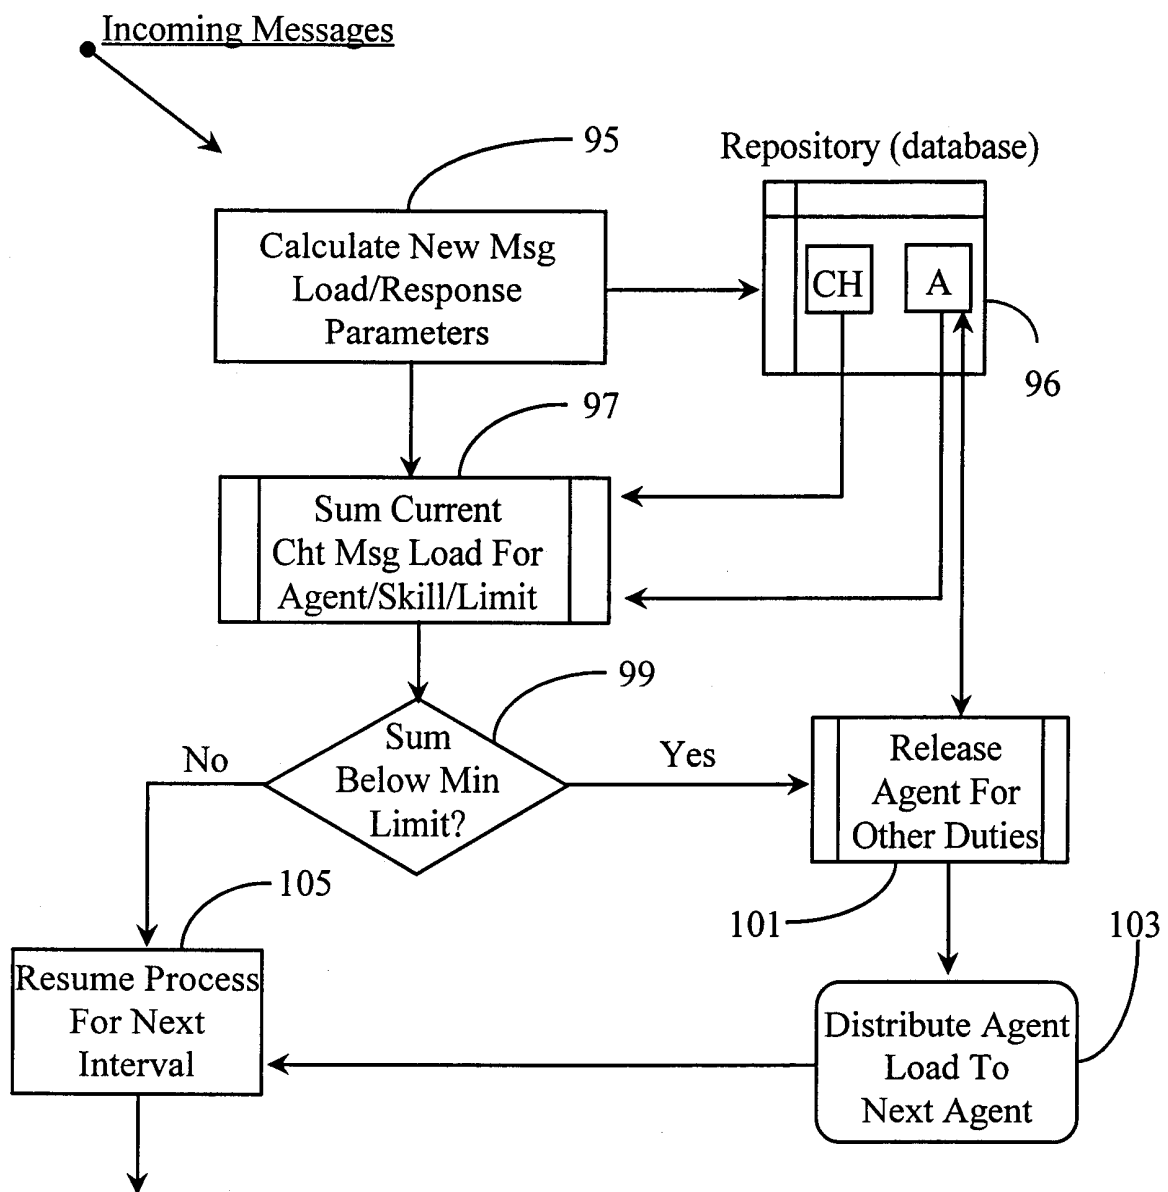 Incoming Messages
95
Repository (database)
Calculate New Msg
Load/Response
Parameters
CH
A
96
97
Sum Current
Cht Msg Load For
Agent/Skill/Limit
99
No
Sum
Below Min
Limit?
Yes
Release
Agent For
Other Duties
105
101
103
Resume Process
For Next
Interval
Distribute Agent
Load To
Next Agent